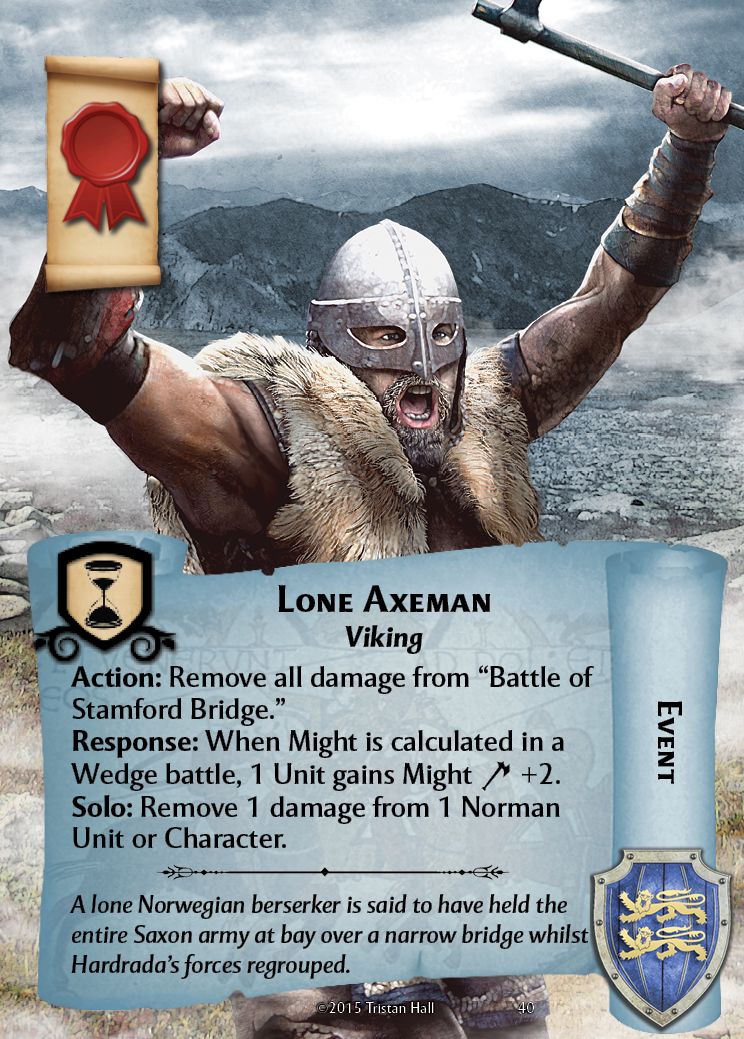 Lone Axeman
Viking
Action: Remove all damage from “Battle of
Stamford Bridge.”
Response: When Might is calculated in a
Wedge battle, 1 Unit gains Might +2.
Solo: Remove 1 damage from 1 Norman
Unit or Character.
A lone Norwegian berserker is said to have held the
entire Saxon army at bay over a narrow bridge whilst
Hardrada’s forces regrouped.
Event
©2015 Tristan Hall 40